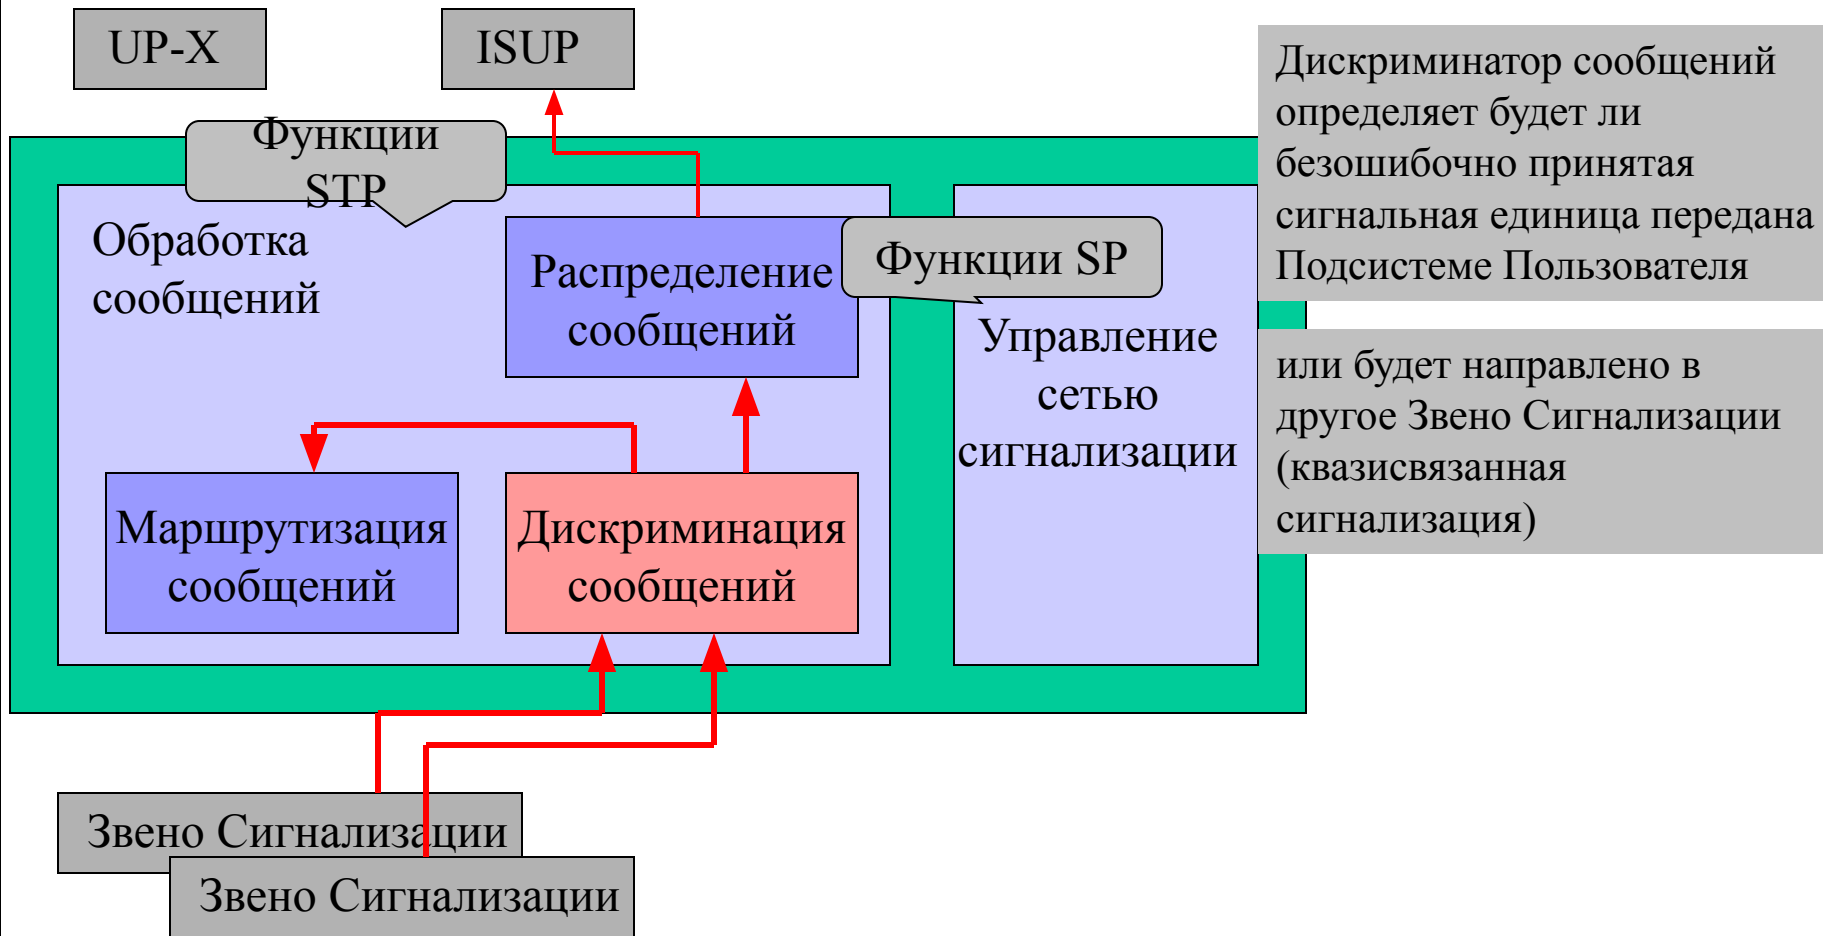 UP-X
ISUP
Функции
STP
Обработка
сообщений
Распределение
сообщений
Функции SP
Управление
сетью
сигнализации
Маршрутизация
сообщений
Дискриминация
сообщений
Звено Сигнализации
Звено Сигнализации
Дискриминатор сообщений
определяет будет ли
безошибочно принятая
сигнальная единица передана
Подсистеме Пользователя
или будет направлено в
другое Звено Сигнализации
(квазисвязанная
сигнализация)